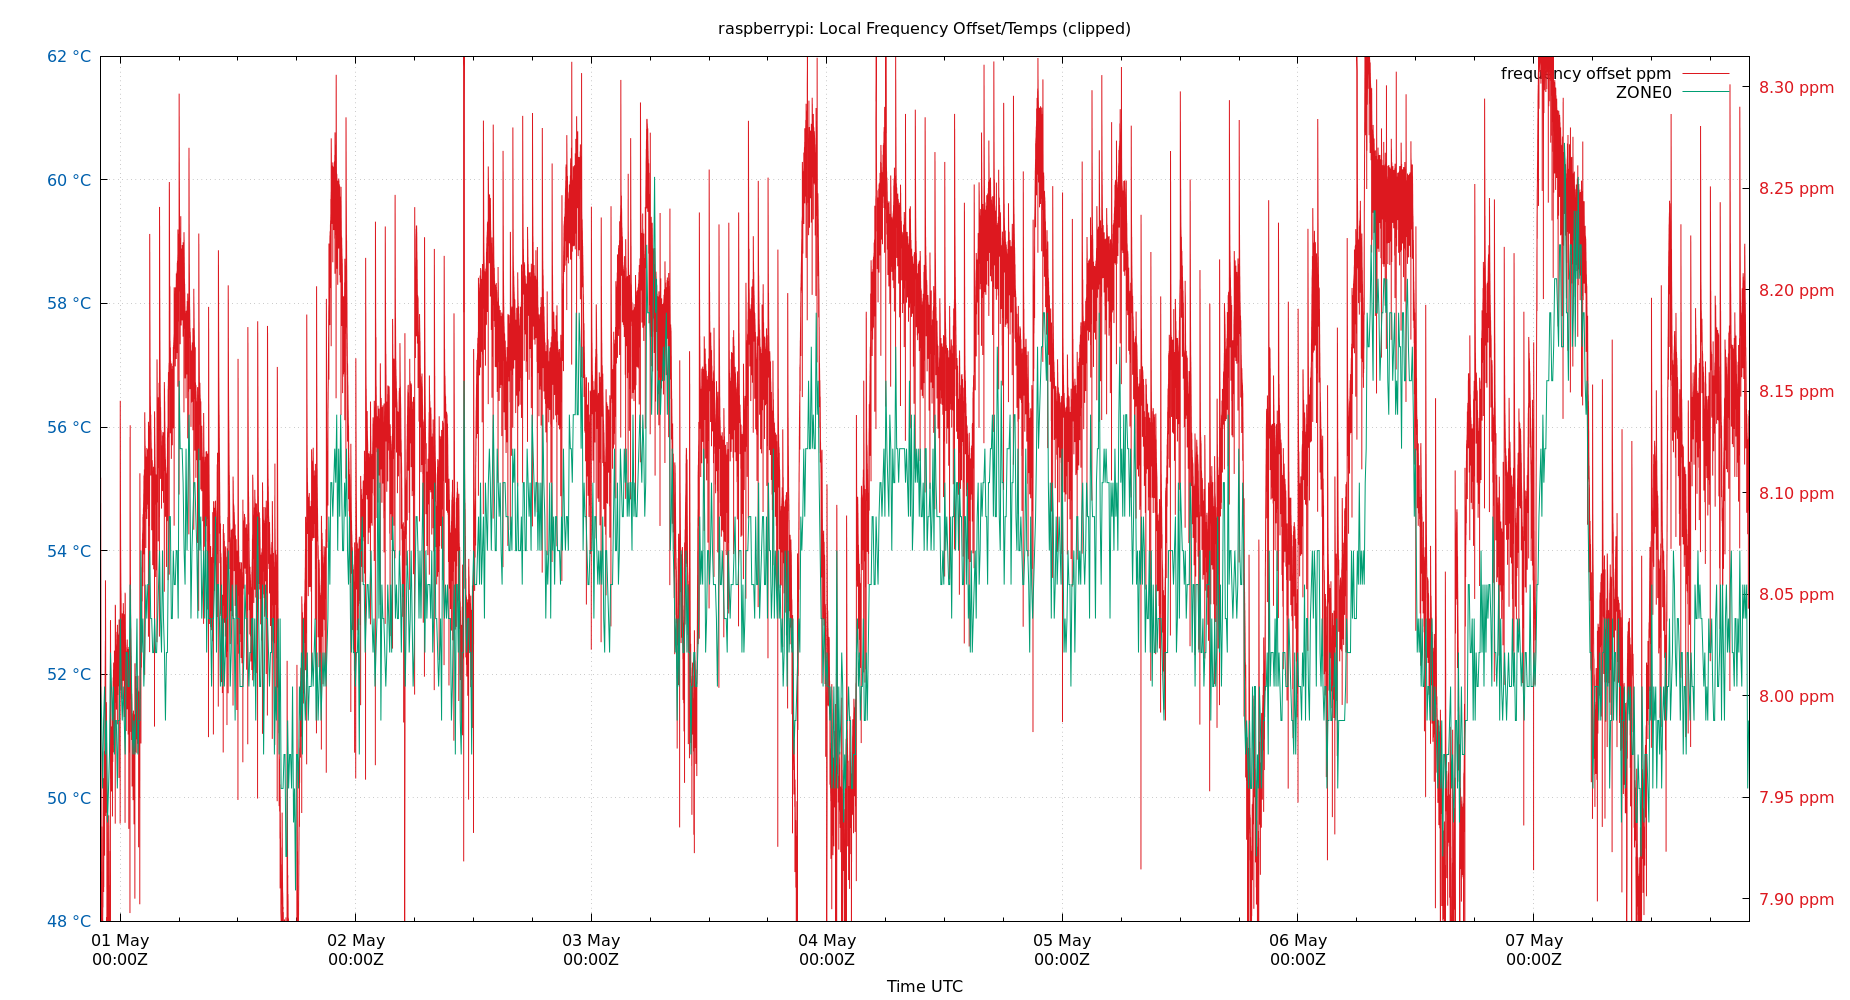 raspberrypi: Local Frequency Offset/Temps (clipped)
62 °C
60 °C
58 °C
56 °C
54 °C
52 °C
50 °C
48 °C
frequency offset ppm
ZONE0
8.30 ppm
8.25 ppm
8.20 ppm
8.15 ppm
8.10 ppm
8.05 ppm
8.00 ppm
7.95 ppm
7.90 ppm
01 May
00:00Z
02 May
00:00Z
03 May
00:00Z
04 May
00:00Z
05 May
00:00Z
06 May
00:00Z
07 May
00:00Z
Time UTC